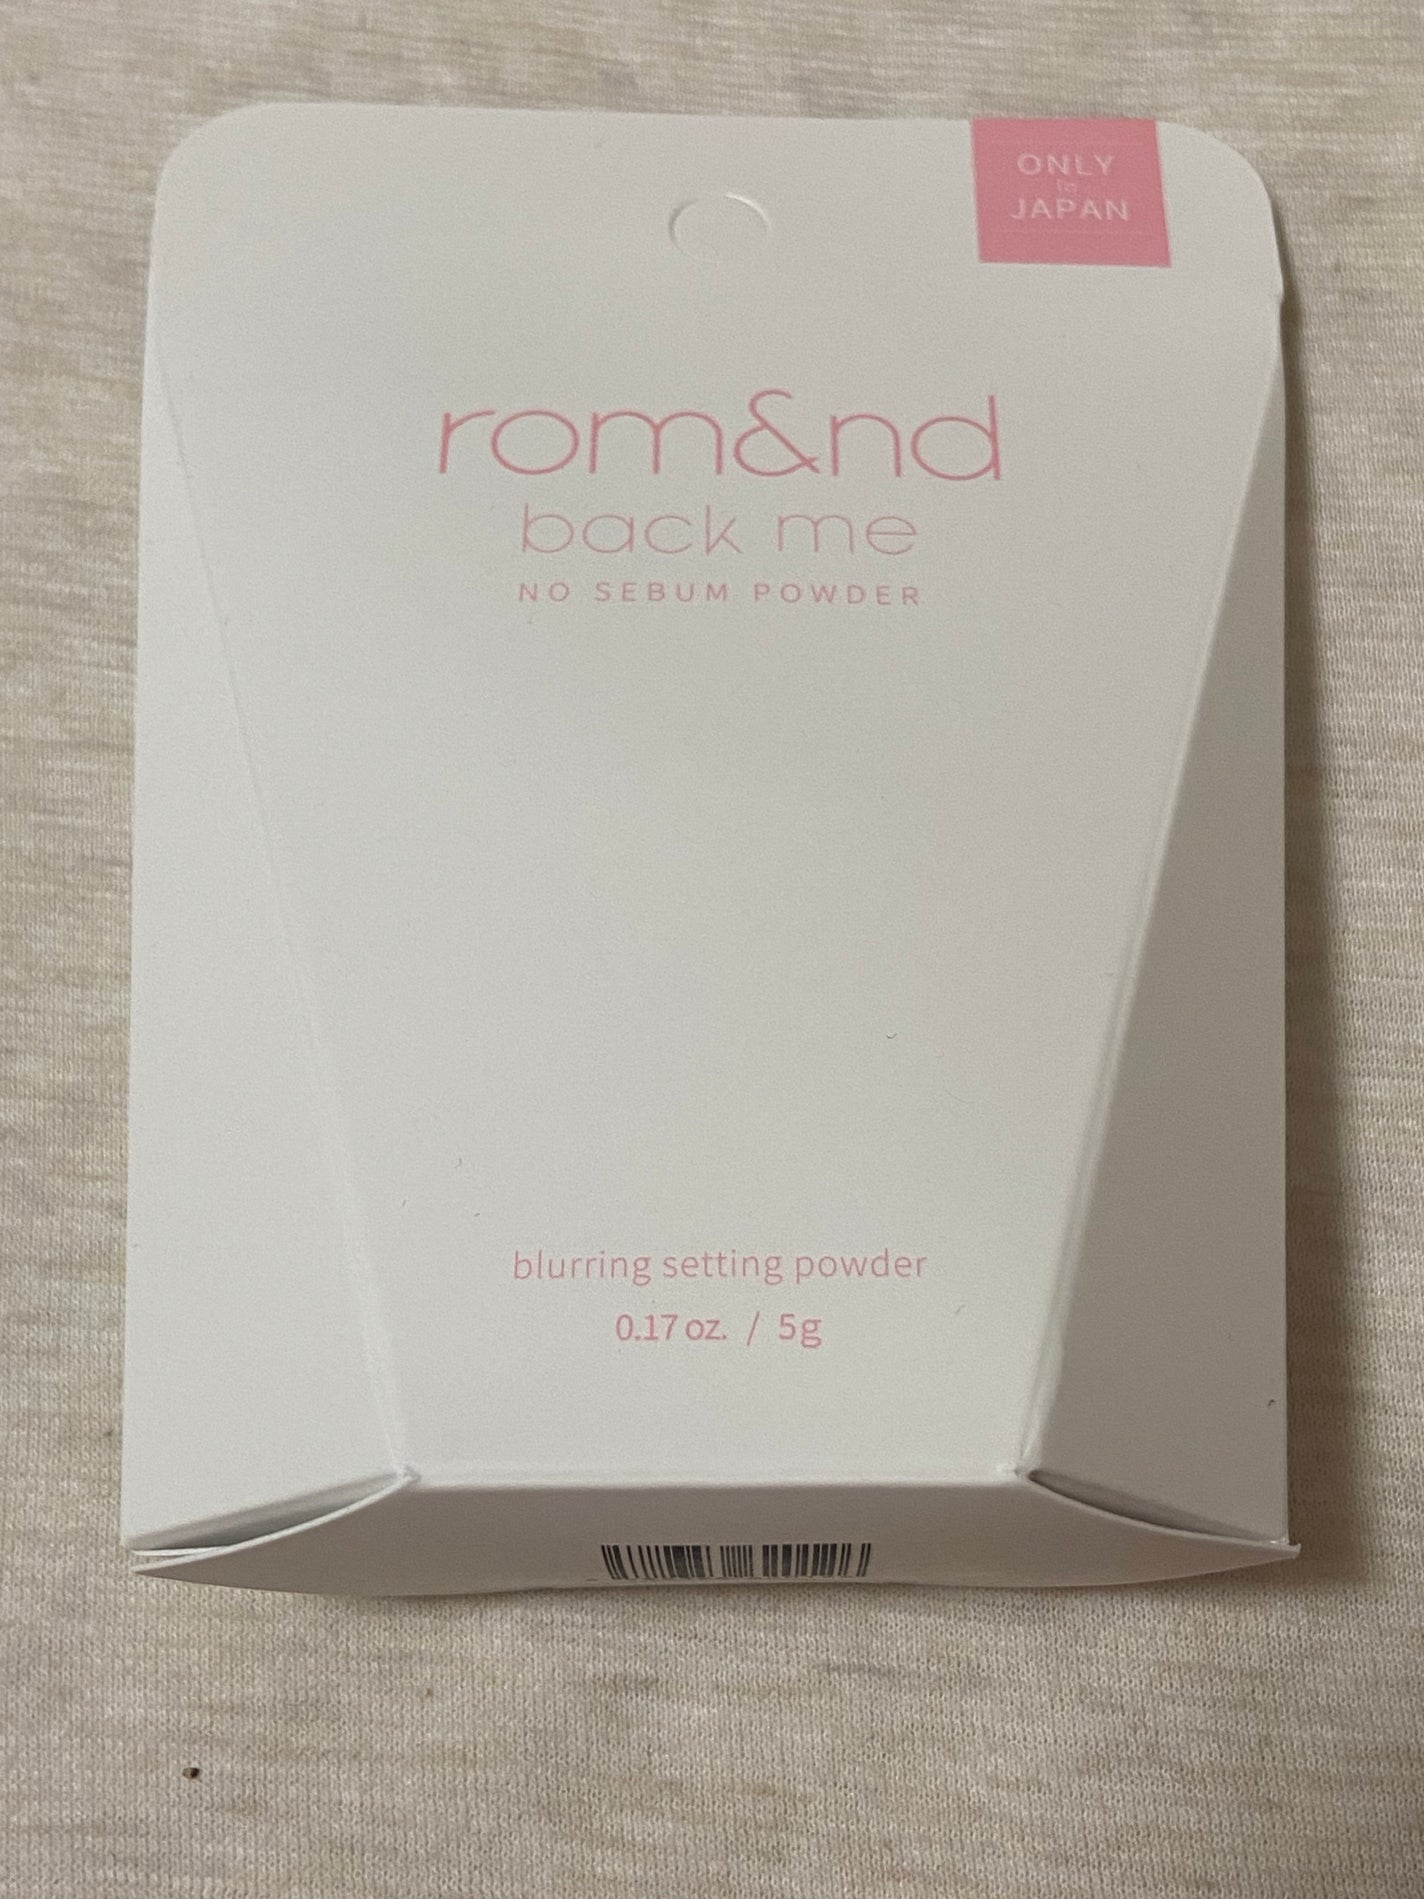 ONLY
in
JAPAN
rom&nd
back me
NO SEBUM POWDER
blurring setting powder
0.17 oz. / 5g